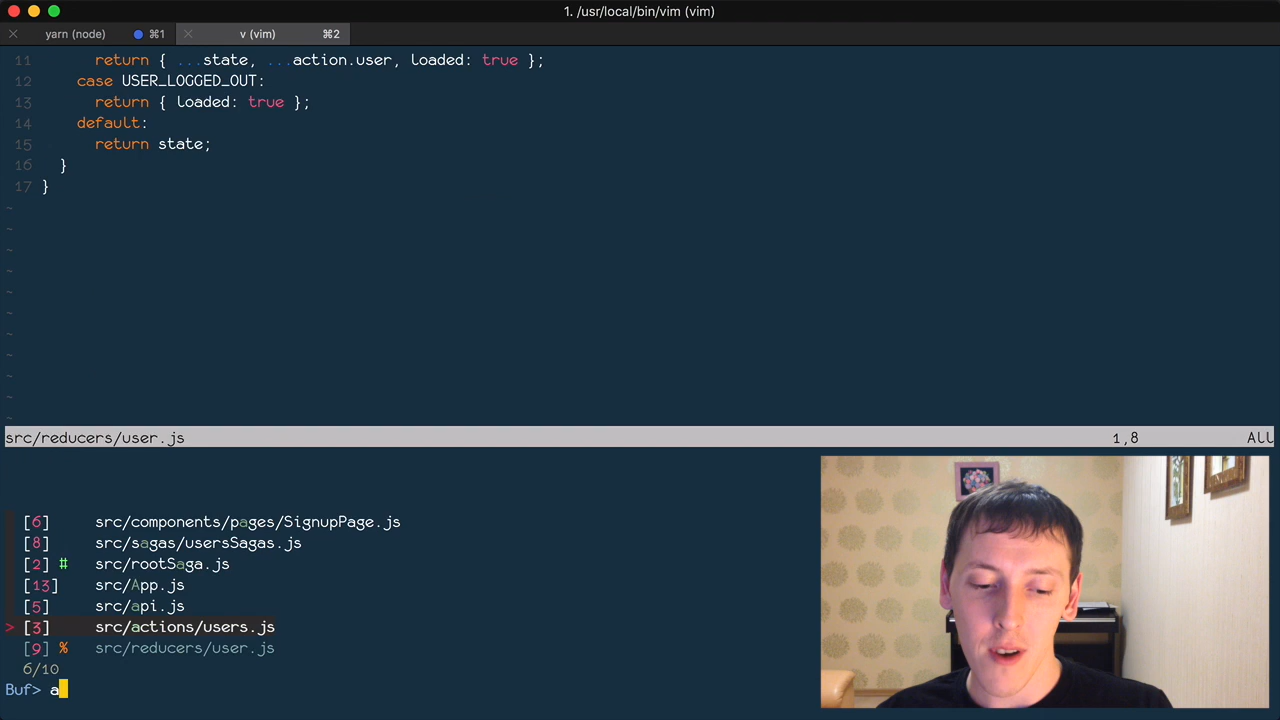 1. /usr/local/bin/vim (vim)
yarn (node) ⌘1 v (vim) ⌘2
11 return { ...state, ...action.user, loaded: true };
12 case USER_LOGGED_OUT:
13 return { loaded: true };
14 default:
15 return state;
16 }
17 }
~
~
~
~
~
~
~
~
~
~
~
src/reducers/user.js 1,8 All
[6] src/components/pages/SignupPage.js
[8] src/sagas/usersSagas.js
[2] # src/rootSaga.js
[13] src/App.js
[5] src/api.js
> [3] src/actions/users.js
[9] % src/reducers/user.js
6/10
Buf> a